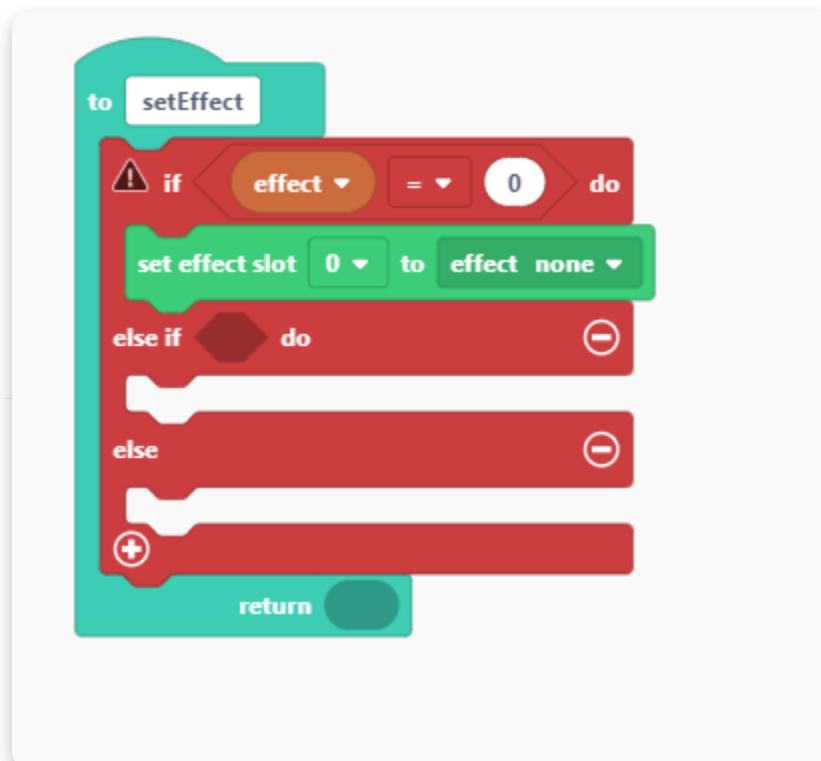 to setEffect
if effect = 0 do
set effect slot 0 to effect none
else if do
else
return